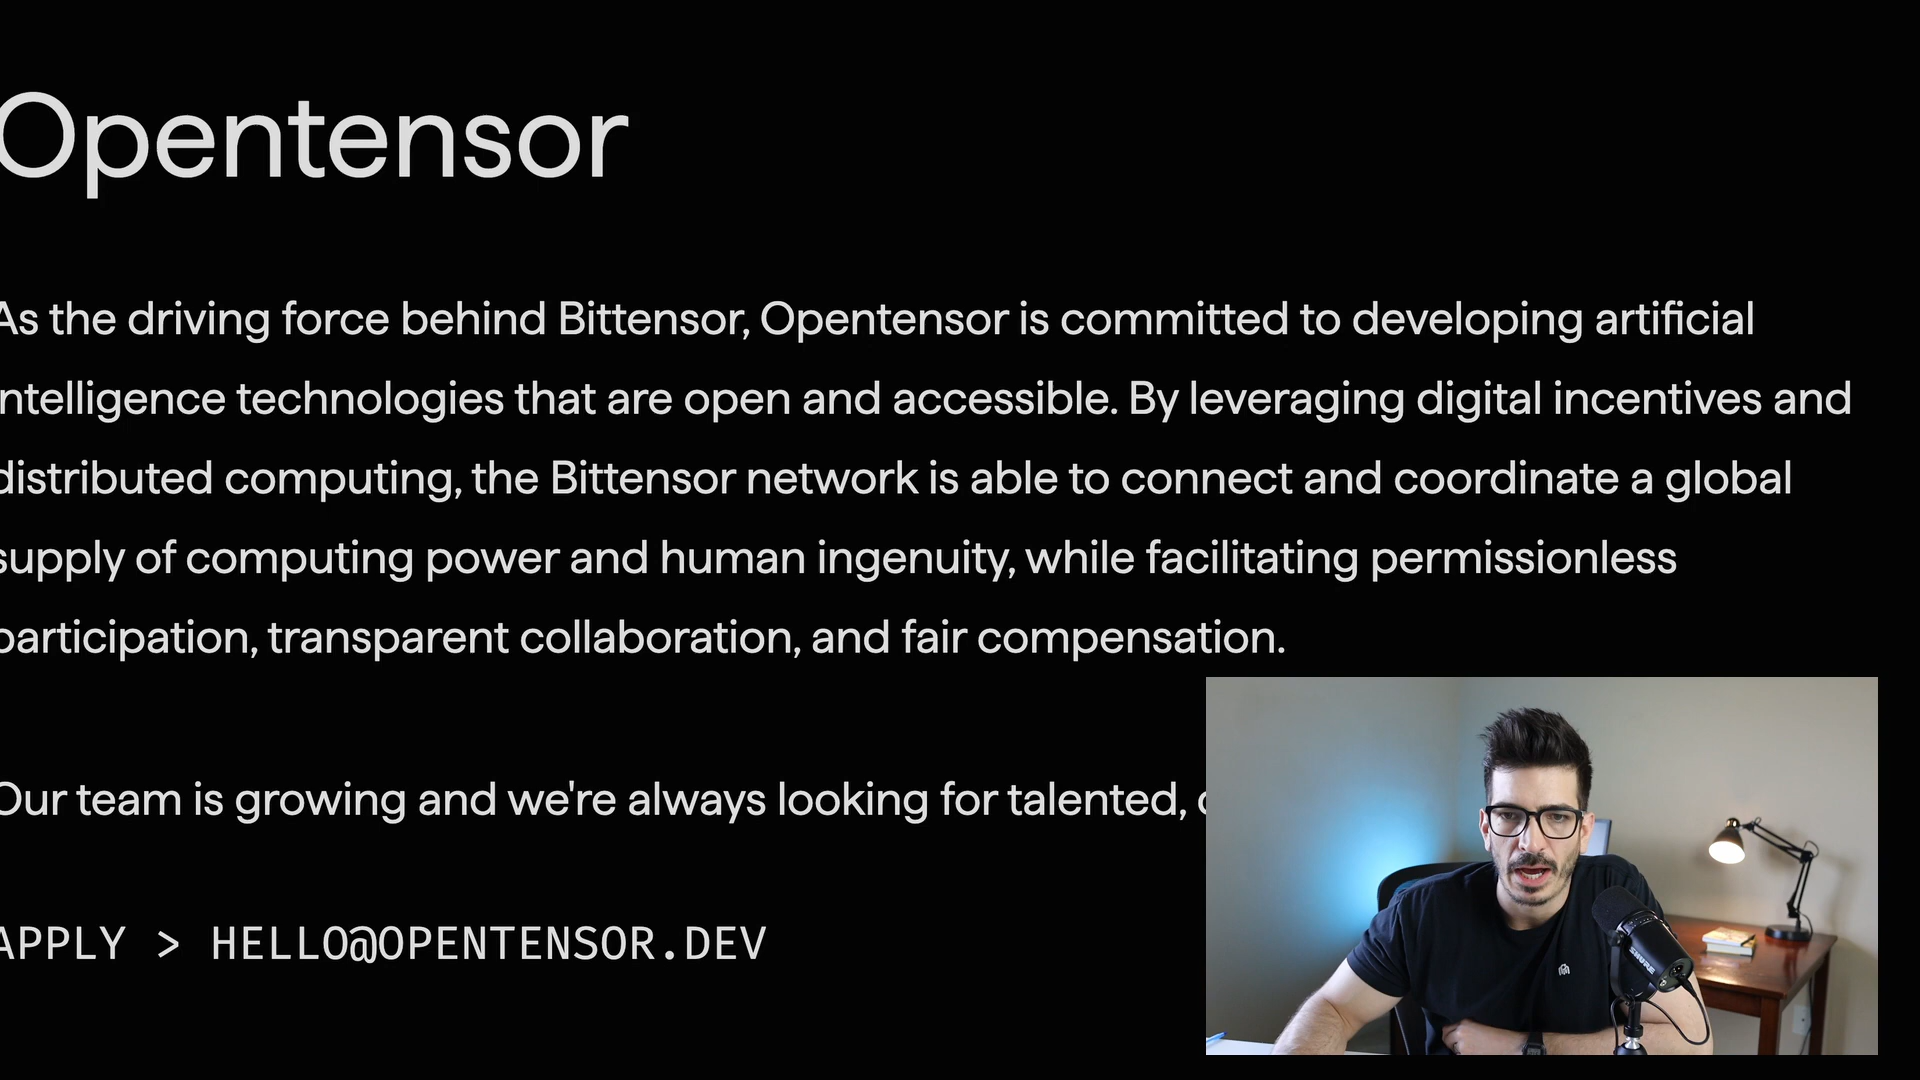 Opentensor
As the driving force behind Bittensor, Opentensor is committed to developing artificial
intelligence technologies that are open and accessible. By leveraging digital incentives and
distributed computing, the Bittensor network is able to connect and coordinate a global
supply of computing power and human ingenuity, while facilitating permissionless
participation, transparent collaboration, and fair compensation.
Our team is growing and we're always looking for talented,
APPLY > HELLO@OPENTENSOR.DEV
SHURE